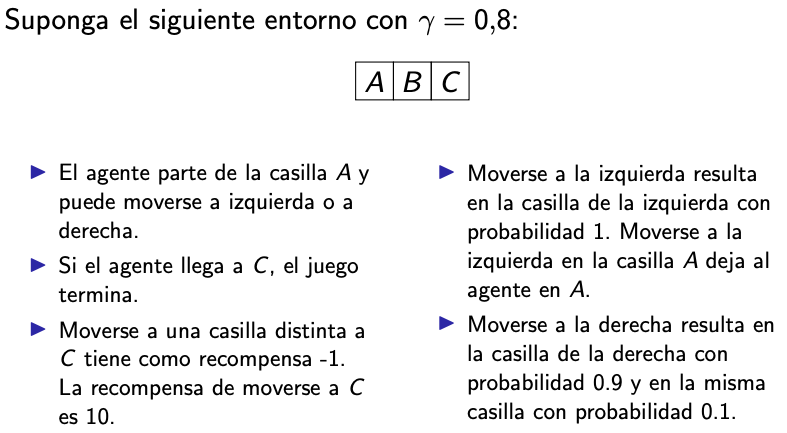 Suponga el siguiente entorno con γ = 0,8:
A B C
▶ El agente parte de la casilla A y
puede moverse a izquierda o a
derecha.
▶ Si el agente llega a C, el juego
termina.
▶ Moverse a una casilla distinta a
C tiene como recompensa -1.
La recompensa de moverse a C
es 10.
▶ Moverse a la izquierda resulta
en la casilla de la izquierda con
probabilidad 1. Moverse a la
izquierda en la casilla A deja al
agente en A.
▶ Moverse a la derecha resulta en
la casilla de la derecha con
probabilidad 0.9 y en la misma
casilla con probabilidad 0.1.